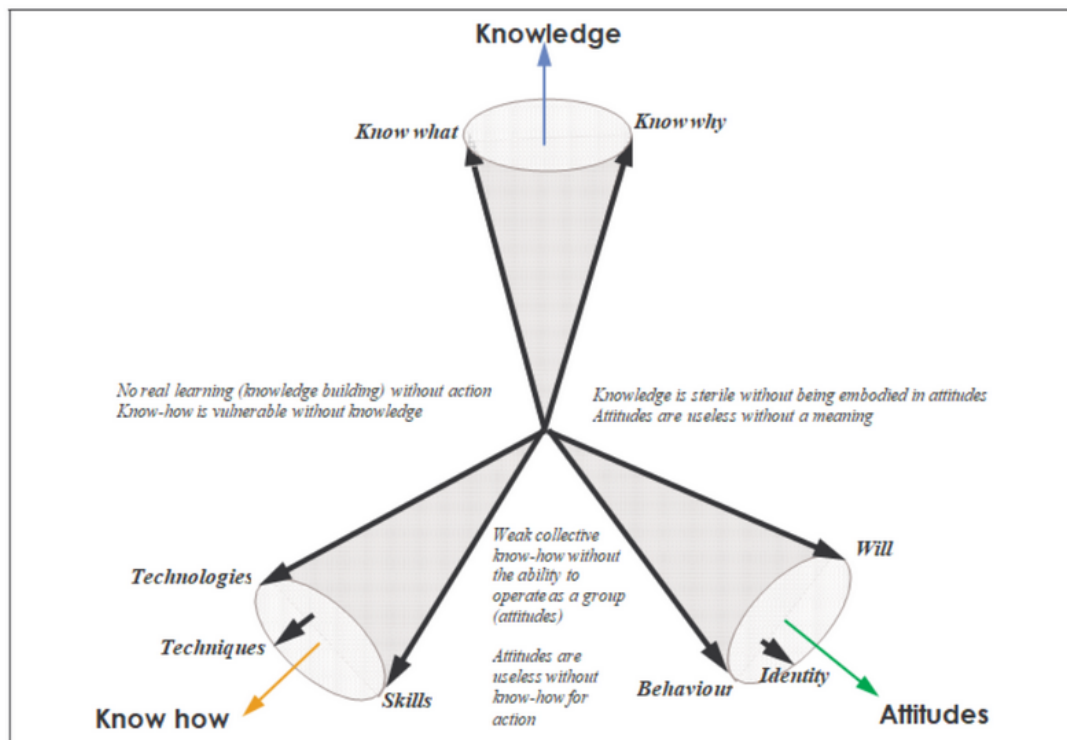 Knowledge
Know what
Know why
No real learning (knowledge building) without action
Know-how is vulnerable without knowledge
Knowledge is sterile without being embodied in attitudes
Attitudes are useless without a meaning
Technologies
Techniques
Skills
Know how
Weak collective
know-how without
the ability to
operate as a group
(attitudes)
Attitudes are
useless without
know-how for
action
Will
Behaviour
Identity
Attitudes